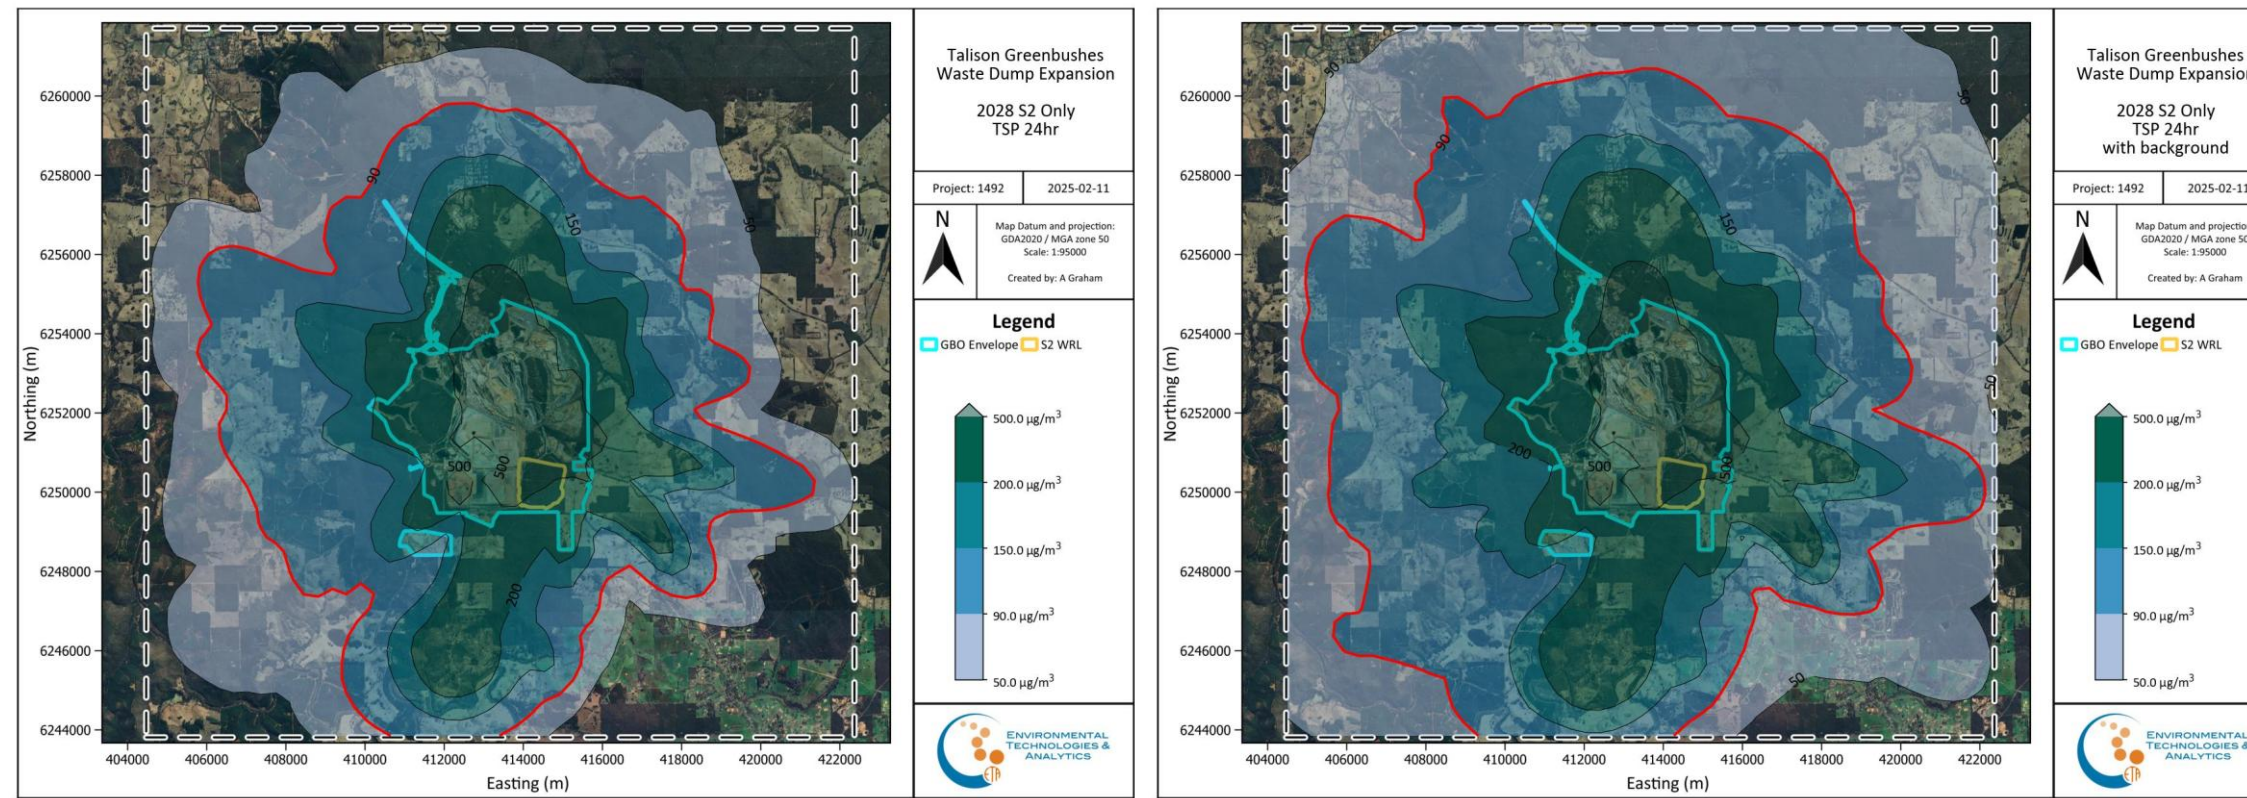 Talison Greenbushes
Waste Dump Expansion
2028 S2 Only
TSP 24hr
Project: 1492
2025-02-11
N
Map Datum and projection:
GDA2020 / MGA zone 50
Scale: 1:95000
Created by: A Graham
Legend
GBO Envelope
S2 WRL
500.0 µg/m³
200.0 µg/m³
150.0 µg/m³
90.0 µg/m³
50.0 µg/m³
ENVIRONMENTAL
TECHNOLOGIES &
ANALYTICS
ETA
Northing (m)
6260000
6258000
6256000
6254000
6252000
6250000
6248000
6246000
6244000
404000
406000
408000
410000
412000
414000
416000
418000
420000
422000
Easting (m)
90
150
50
500
500
200
Talison Greenbushes
Waste Dump Expansion
2028 S2 Only
TSP 24hr
with background
Project: 1492
2025-02-11
N
Map Datum and projectio
GDA2020 / MGA zone 50
Scale: 1:95000
Created by: A Graham
Legend
GBO Envelope
S2 WRL
500.0 µg/m³
200.0 µg/m³
150.0 µg/m³
90.0 µg/m³
50.0 µg/m³
ENVIRONMENTAL
TECHNOLOGIES &
ANALYTICS
ETA
Northing (m)
6260000
6258000
6256000
6254000
6252000
6250000
6248000
6246000
6244000
404000
406000
408000
410000
412000
414000
416000
418000
420000
422000
Easting (m)
50
50
90
150
50
200
500
500
50